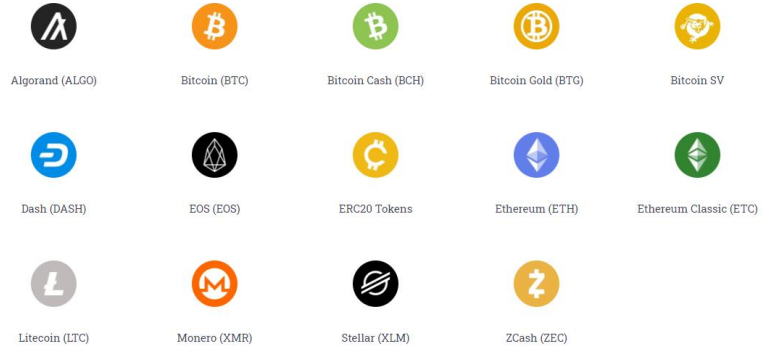 Algorand (ALGO)
Bitcoin (BTC)
Bitcoin Cash (BCH)
Bitcoin Gold (BTG)
Bitcoin SV
Dash (DASH)
EOS (EOS)
ERC20 Tokens
Ethereum (ETH)
Ethereum Classic (ETC)
Litecoin (LTC)
Monero (XMR)
Stellar (XLM)
ZCash (ZEC)